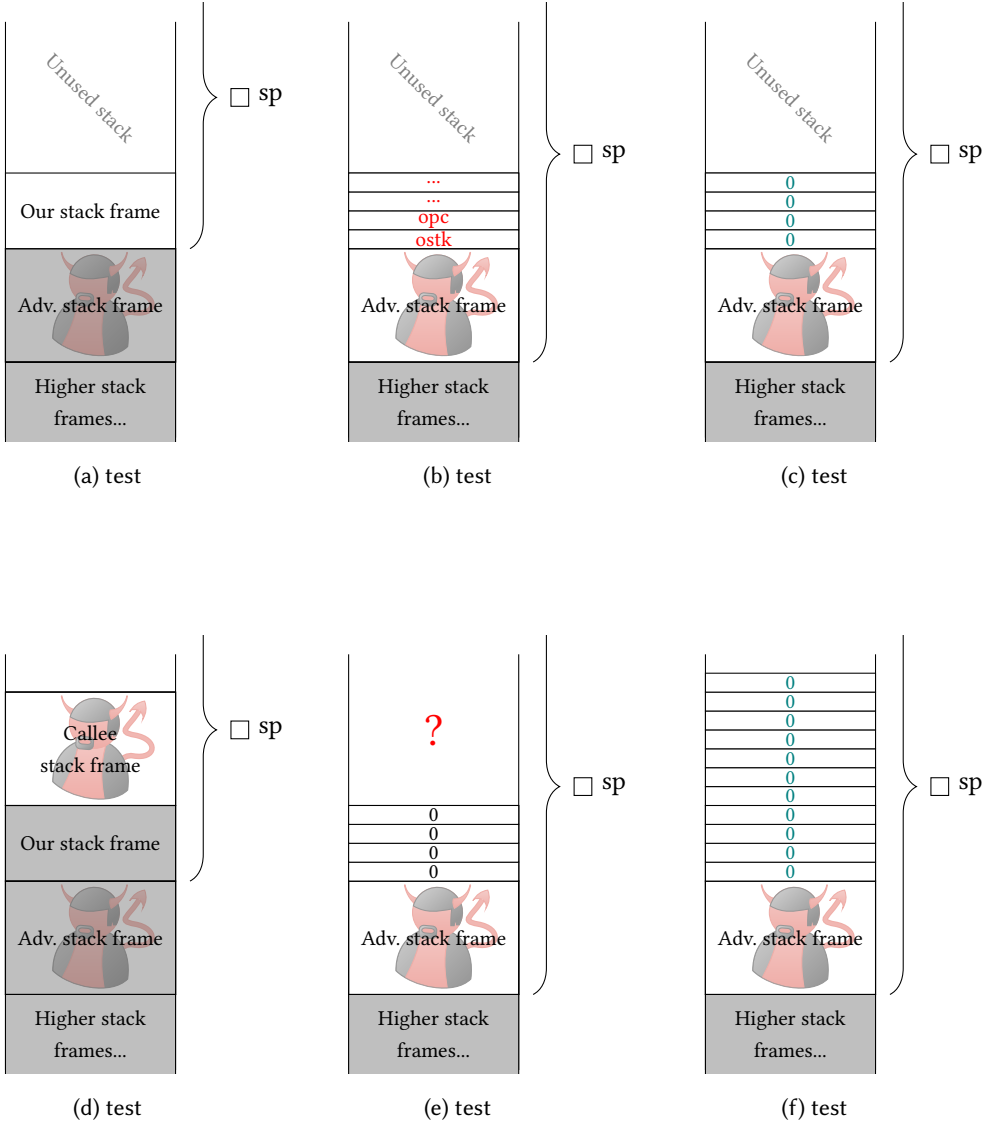 Unused stack
sp
Our stack frame
Adv. stack frame
Higher stack
frames...
(a) test
Unused stack
sp
...
...
opc
ostk
Adv. stack frame
Higher stack
frames...
(b) test
Unused stack
sp
0
0
0
0
Adv. stack frame
Higher stack
frames...
(c) test
sp
Callee
stack frame
Our stack frame
Adv. stack frame
Higher stack
frames...
(d) test
?
sp
0
0
0
0
Adv. stack frame
Higher stack
frames...
(e) test
0
0
0
0
0
0
sp
0
0
0
0
0
Adv. stack frame
Higher stack
frames...
(f) test